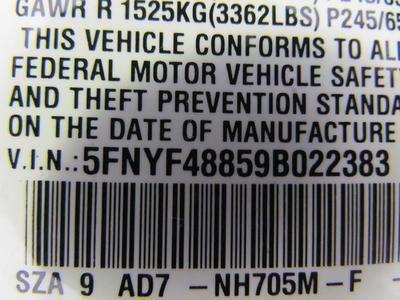 GAWR R 1525KG(3362LBS) P245/65
THIS VEHICLE CONFORMS TO ALL
FEDERAL MOTOR VEHICLE SAFETY
AND THEFT PREVENTION STANDA
ON THE DATE OF MANUFACTURE
V.I.N.:5FNYF48859B022383
SZA 9 AD7 -NH705M-F -